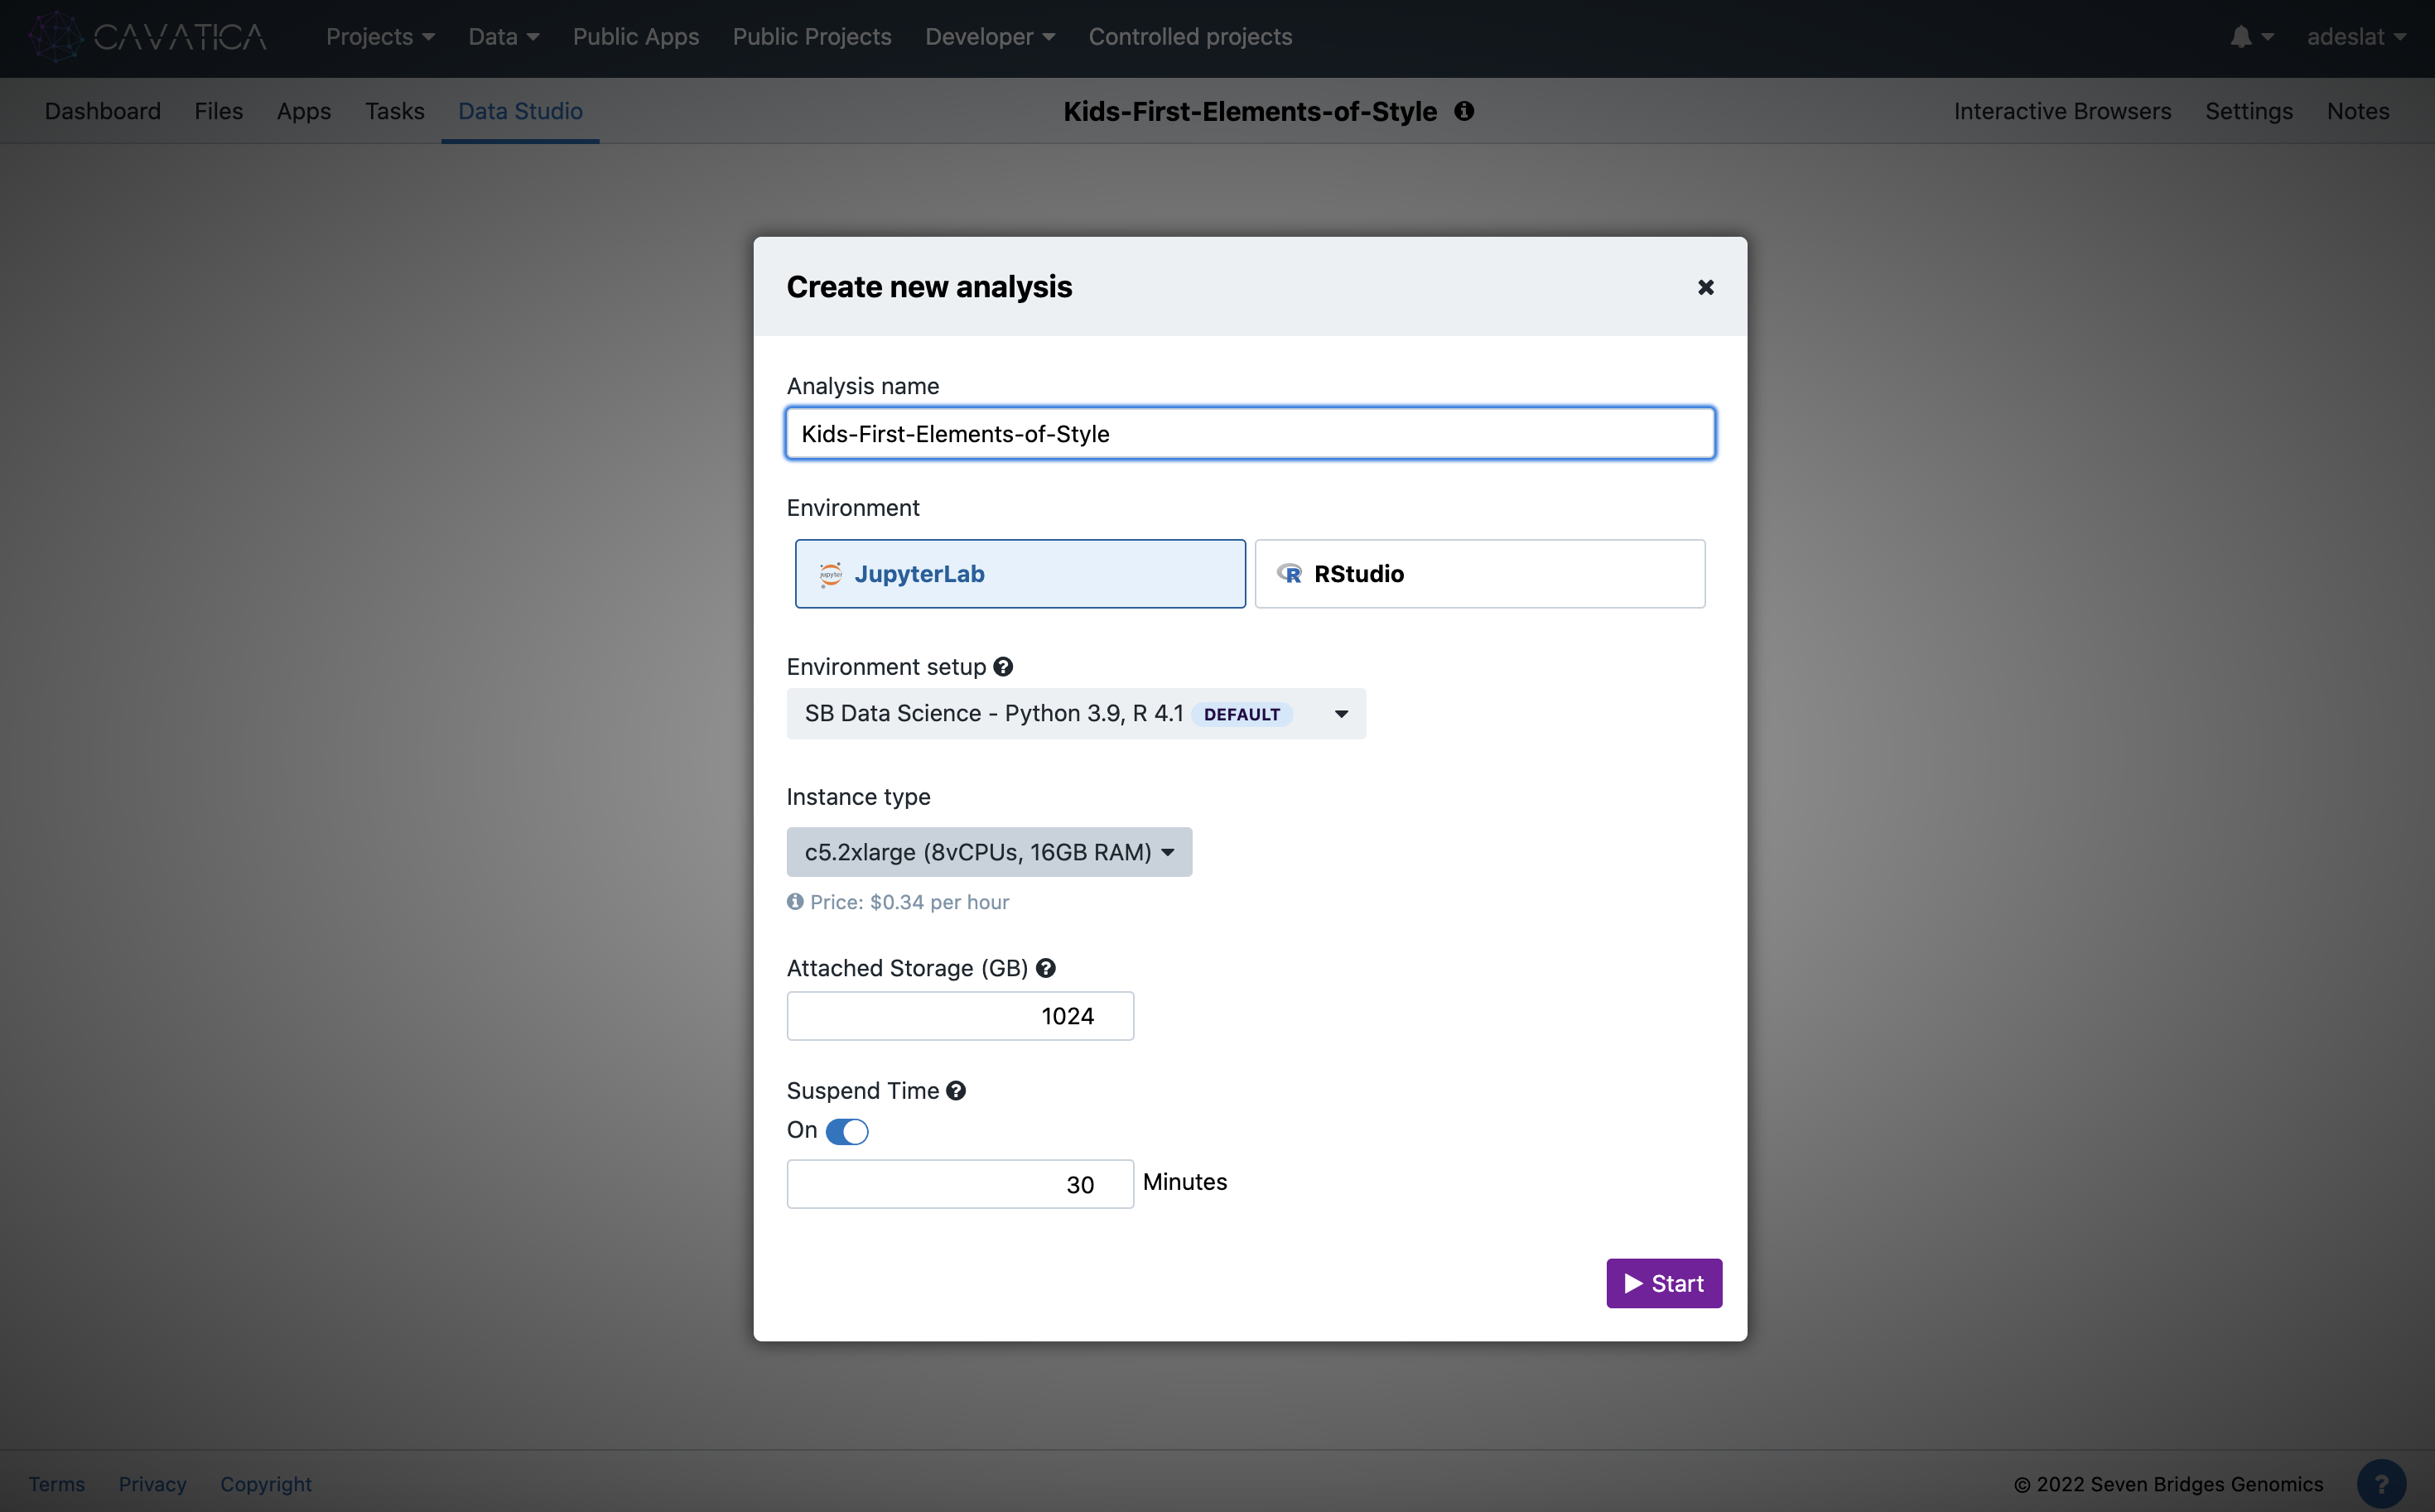 CAVATICA Projects Data Public Apps Public Projects Developer Controlled projects adeslat
Dashboard Files Apps Tasks Data Studio Kids-First-Elements-of-Style Interactive Browsers Settings Notes
Create new analysis
Analysis name
Kids-First-Elements-of-Style
Environment
jupyter JupyterLab R RStudio
Environment setup ?
SB Data Science - Python 3.9, R 4.1 DEFAULT
Instance type
c5.2xlarge (8vCPUs, 16GB RAM)
Price: $0.34 per hour
Attached Storage (GB) ?
1024
Suspend Time ?
On
30 Minutes
Start
Terms Privacy Copyright © 2022 Seven Bridges Genomics ?